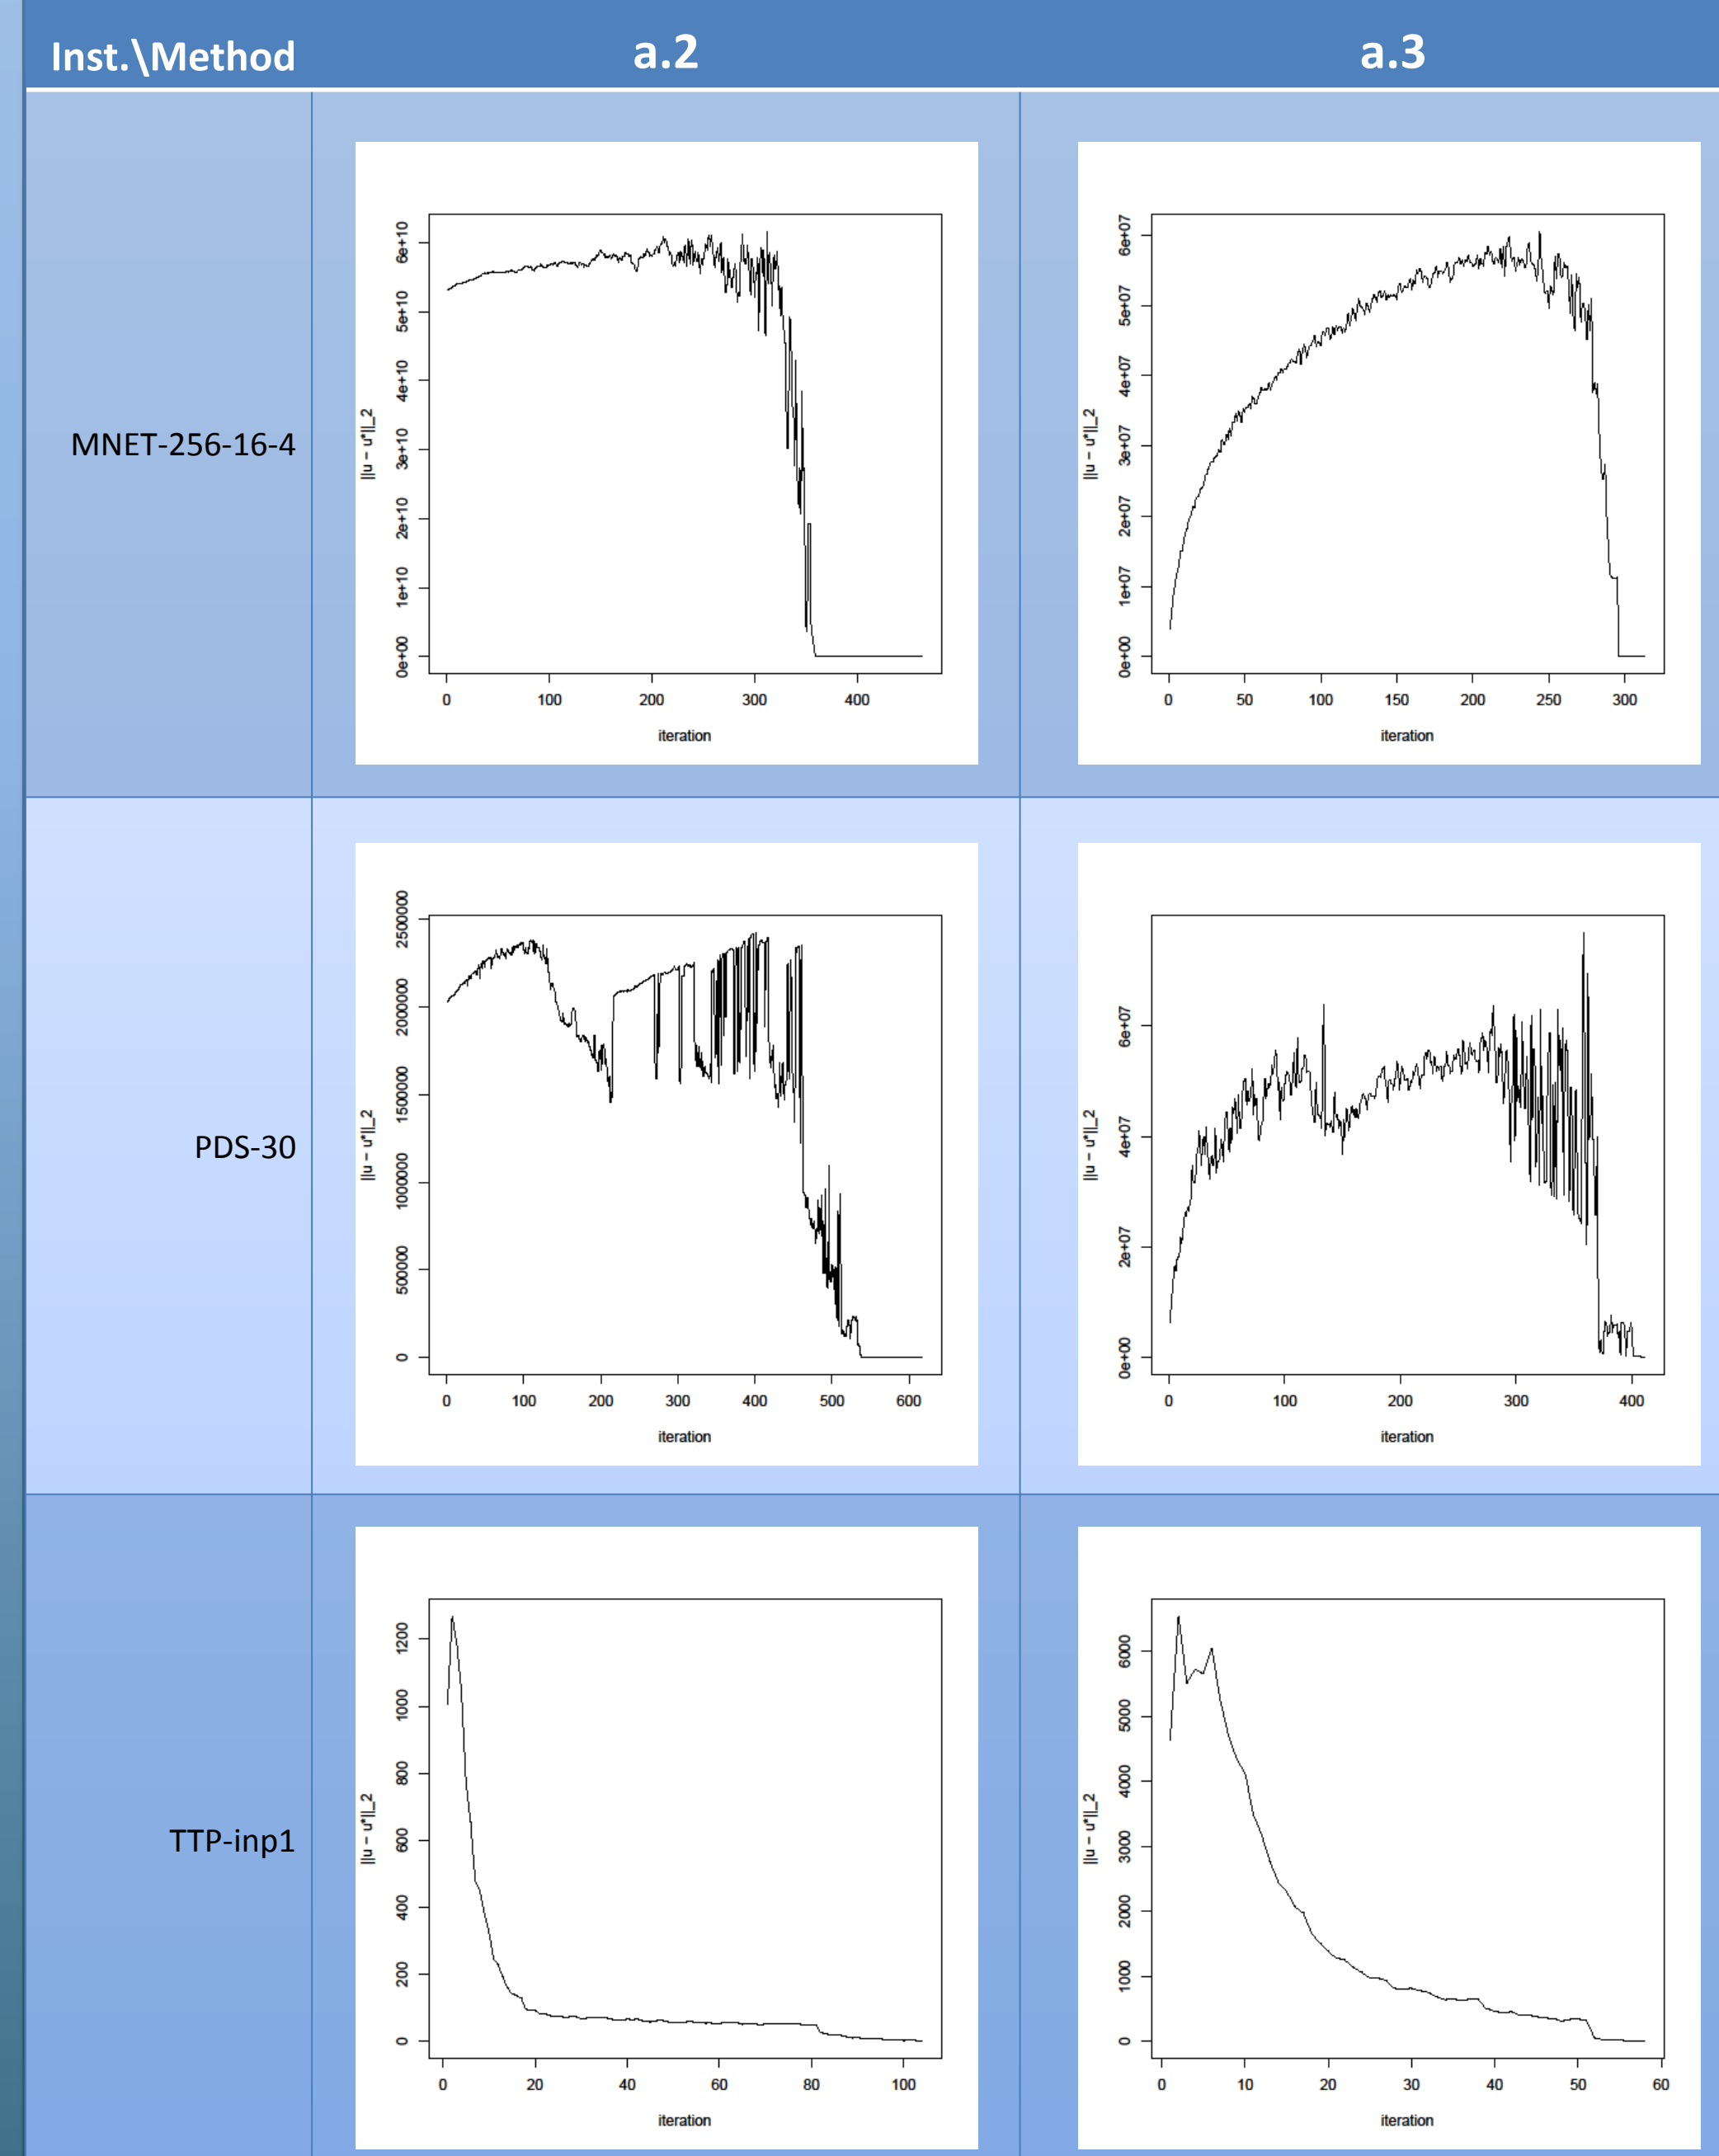 Inst.\Method a.2 a.3
MNET-256-16-4
||u − u*||_2
0e+00 1e+10 2e+10 3e+10 4e+10 5e+10 6e+10
0 100 200 300 400
iteration
||u − u*||_2
0e+00 1e+07 2e+07 3e+07 4e+07 5e+07 6e+07
0 50 100 150 200 250 300
iteration
PDS-30
||u − u*||_2
0 500000 1000000 1500000 2000000 2500000
0 100 200 300 400 500 600
iteration
||u − u*||_2
0e+00 2e+07 4e+07 6e+07
0 100 200 300 400
iteration
TTP-inp1
||u − u*||_2
0 200 400 600 800 1000 1200
0 20 40 60 80 100
iteration
||u − u*||_2
0 1000 2000 3000 4000 5000 6000
0 10 20 30 40 50 60
iteration